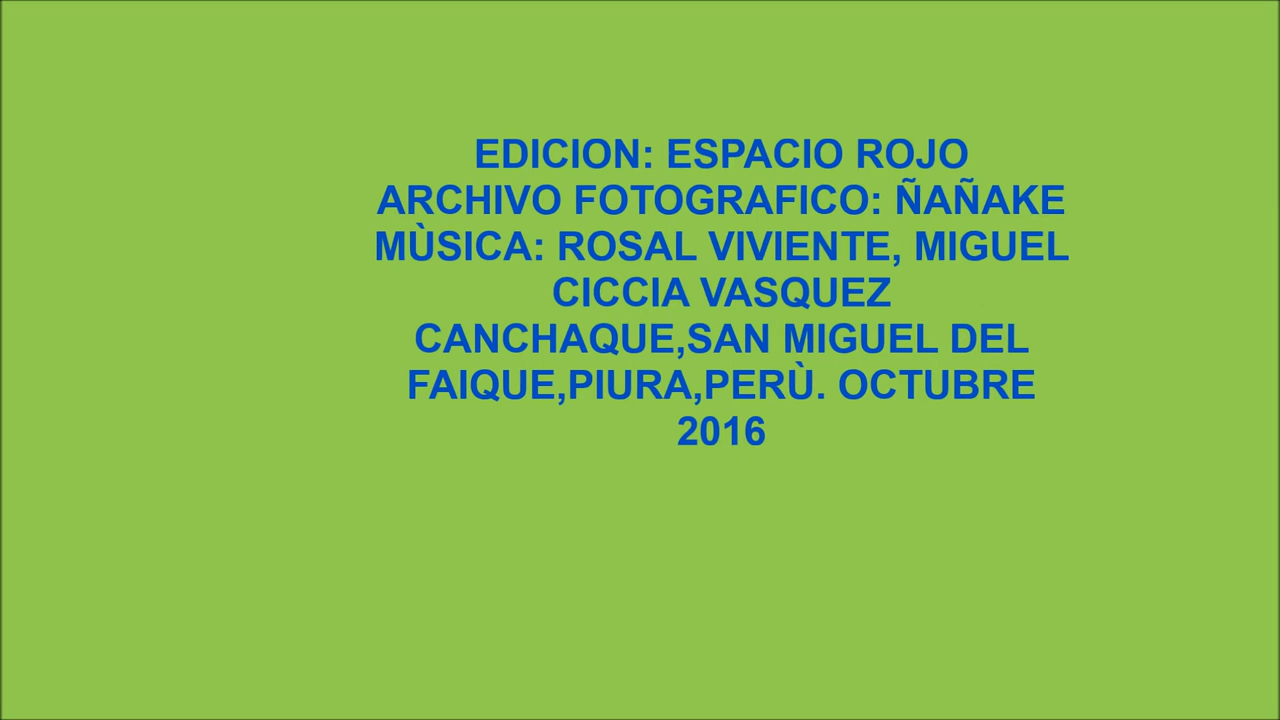 EDICION: ESPACIO ROJO
ARCHIVO FOTOGRAFICO: ÑAÑAKE
MÙSICA: ROSAL VIVIENTE, MIGUEL
CICCIA VASQUEZ
CANCHAQUE,SAN MIGUEL DEL
FAIQUE,PIURA,PERÙ. OCTUBRE
2016